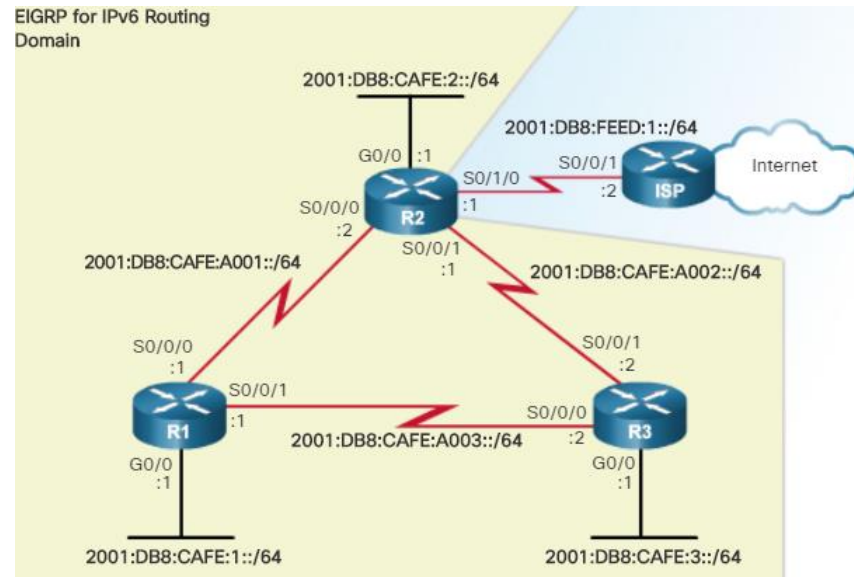 EIGRP for IPv6 Routing
Domain
2001:DB8:CAFE:2::/64
2001:DB8:FEED:1::/64
G0/0 :1
S0/0/1
Internet
S0/1/0
ISP
:2
:1
S0/0/0
R2
:2
S0/0/1
:1
2001:DB8:CAFE:A001::/64
2001:DB8:CAFE:A002::/64
S0/0/0
:1
S0/0/1
:2
S0/0/1
:1
R1
S0/0/0
:2
R3
2001:DB8:CAFE:A003::/64
G0/0
:1
G0/0
:1
2001:DB8:CAFE:1::/64
2001:DB8:CAFE:3::/64